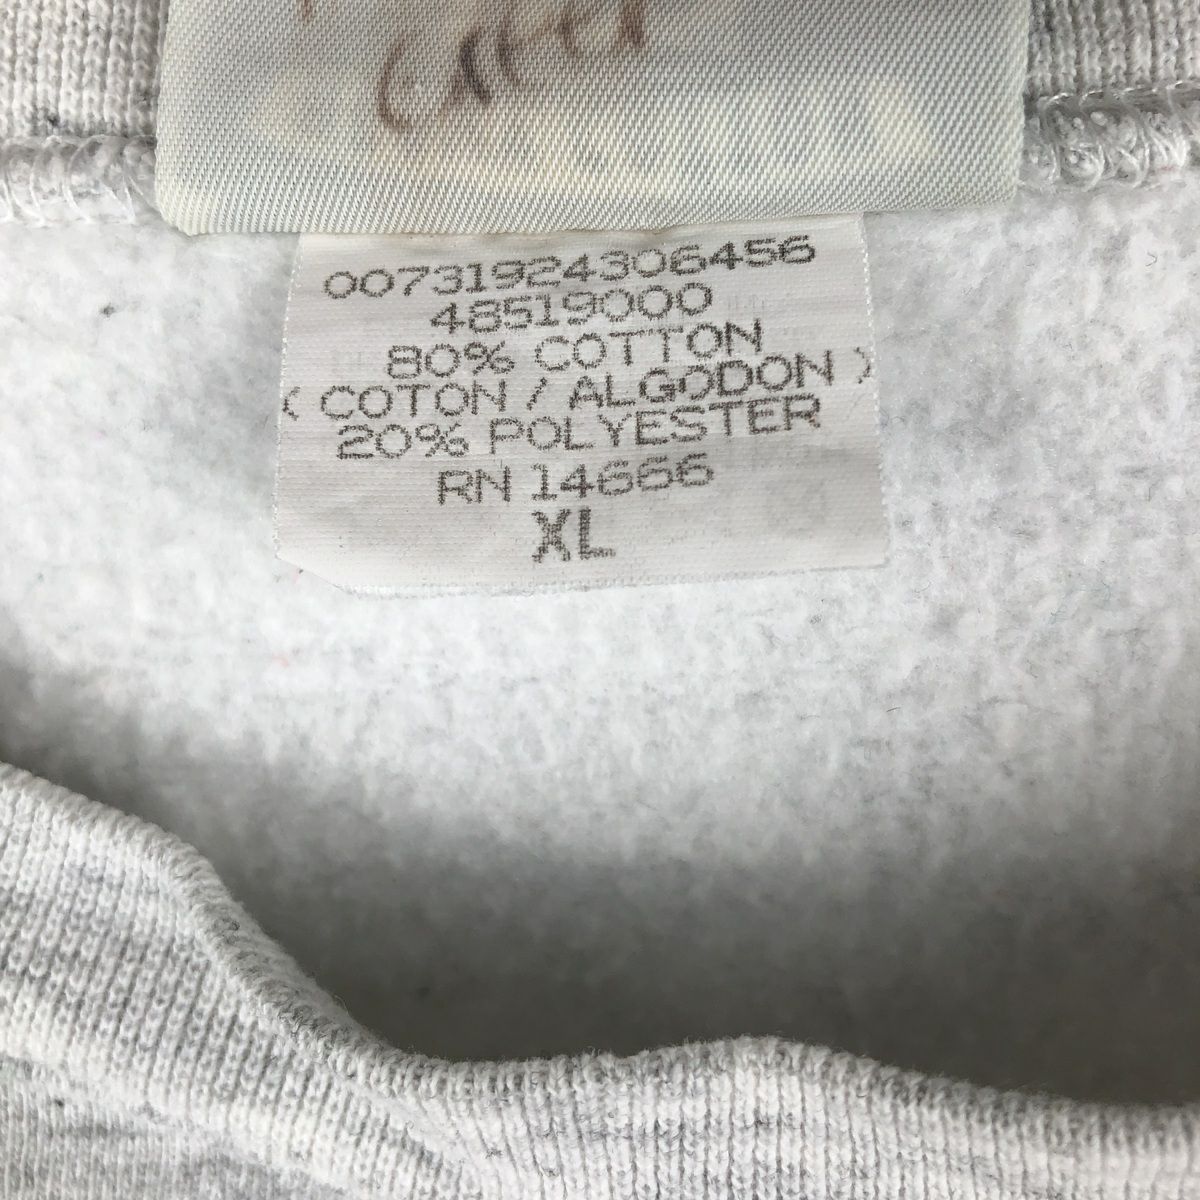 00731924306456
48519000
80% COTTON
( COTON / ALGODON )
20% POLYESTER
RN 14666
XL